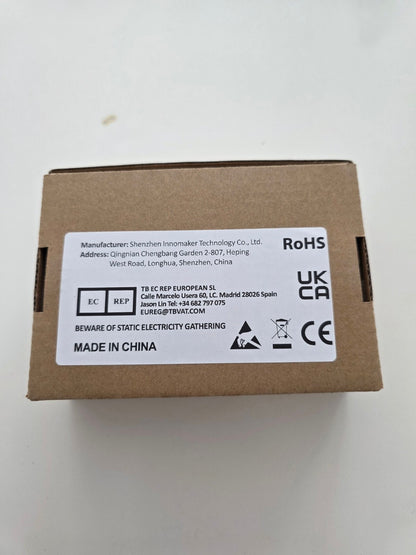 Manufacturer: Shenzhen Innomaker Technology Co., Ltd.
Address: Qingnian Chengbang Garden 2-807, Heping
West Road, Longhua, Shenzhen, China
RoHS
UK
CA
EC REP
TB EC REP EUROPEAN SL
Calle Marcelo Usera 60, LC. Madrid 28026 Spain
Jason Lin Tel: +34 682 797 075
EUREG@TBVAT.COM
BEWARE OF STATIC ELECTRICITY GATHERING
MADE IN CHINA
CE